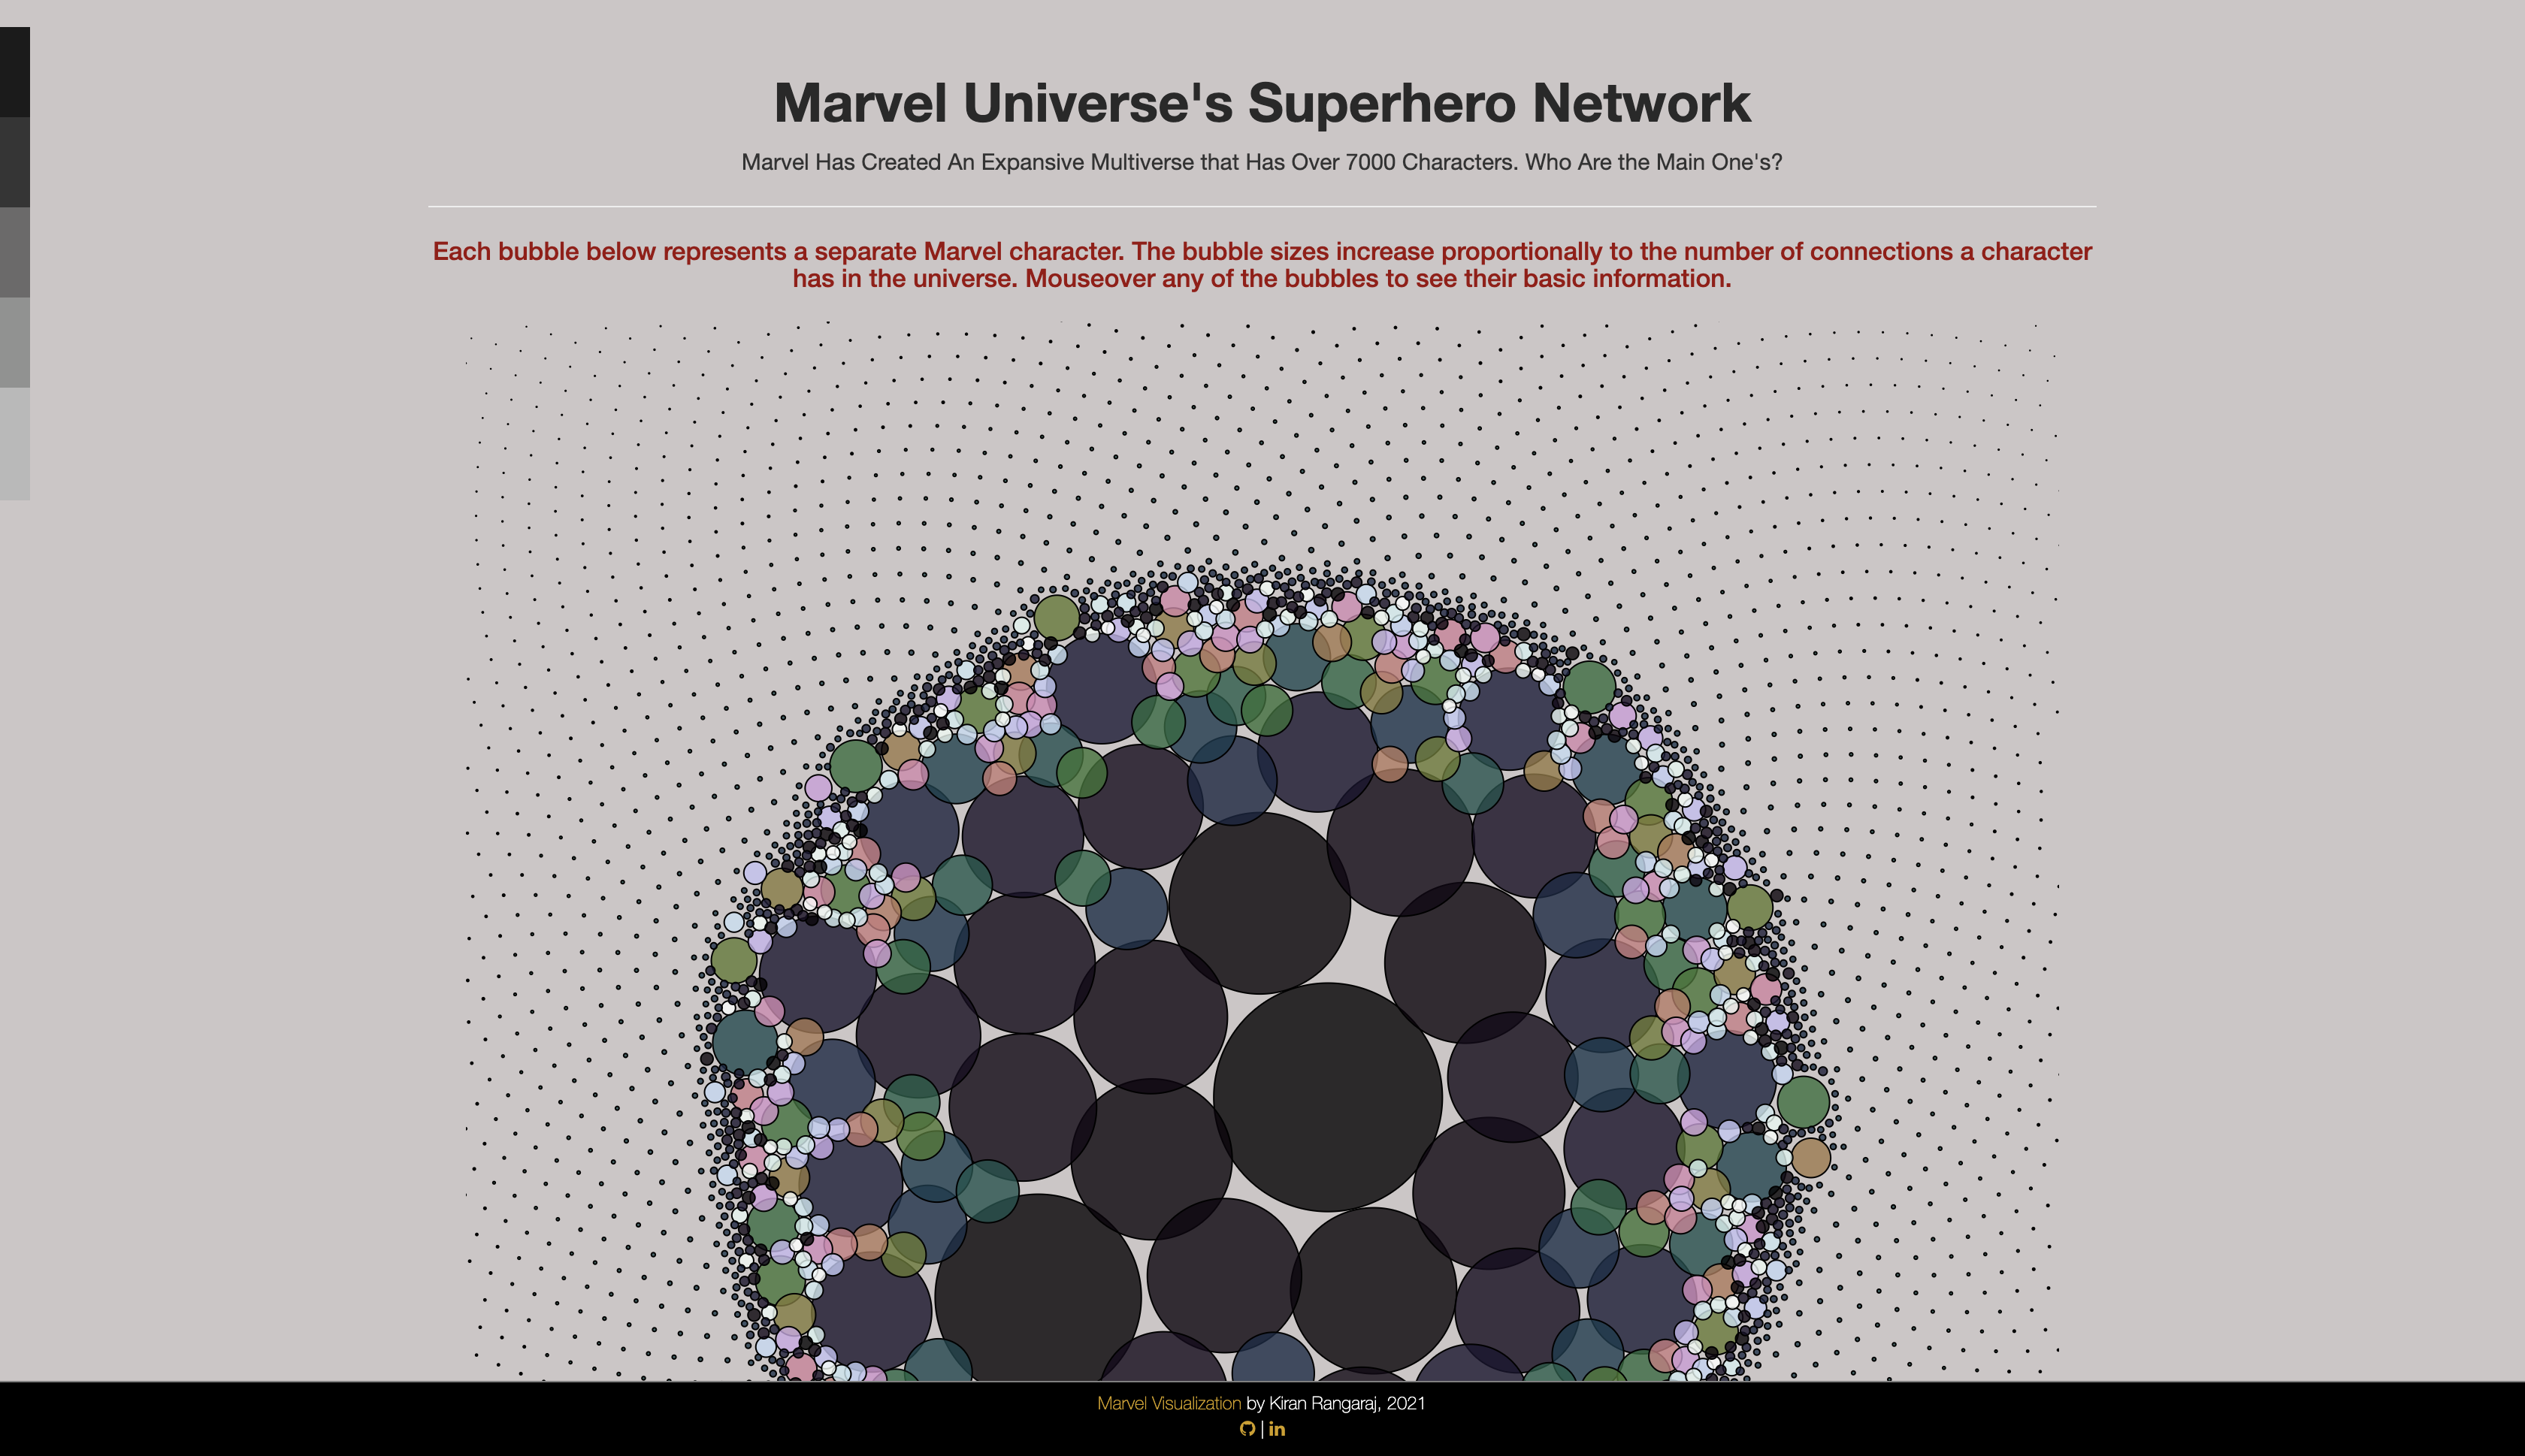 Marvel Universe's Superhero Network
Marvel Has Created An Expansive Multiverse that Has Over 7000 Characters. Who Are the Main One's?
Each bubble below represents a separate Marvel character. The bubble sizes increase proportionally to the number of connections a character
has in the universe. Mouseover any of the bubbles to see their basic information.
Marvel Visualization by Kiran Rangaraj, 2021
| in